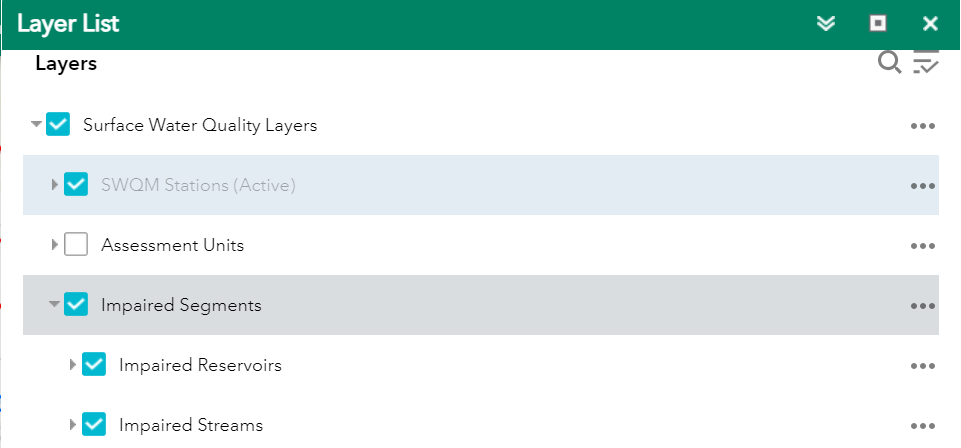 Layer List
Layers
Surface Water Quality Layers
SWQM Stations (Active)
Assessment Units
Impaired Segments
Impaired Reservoirs
Impaired Streams